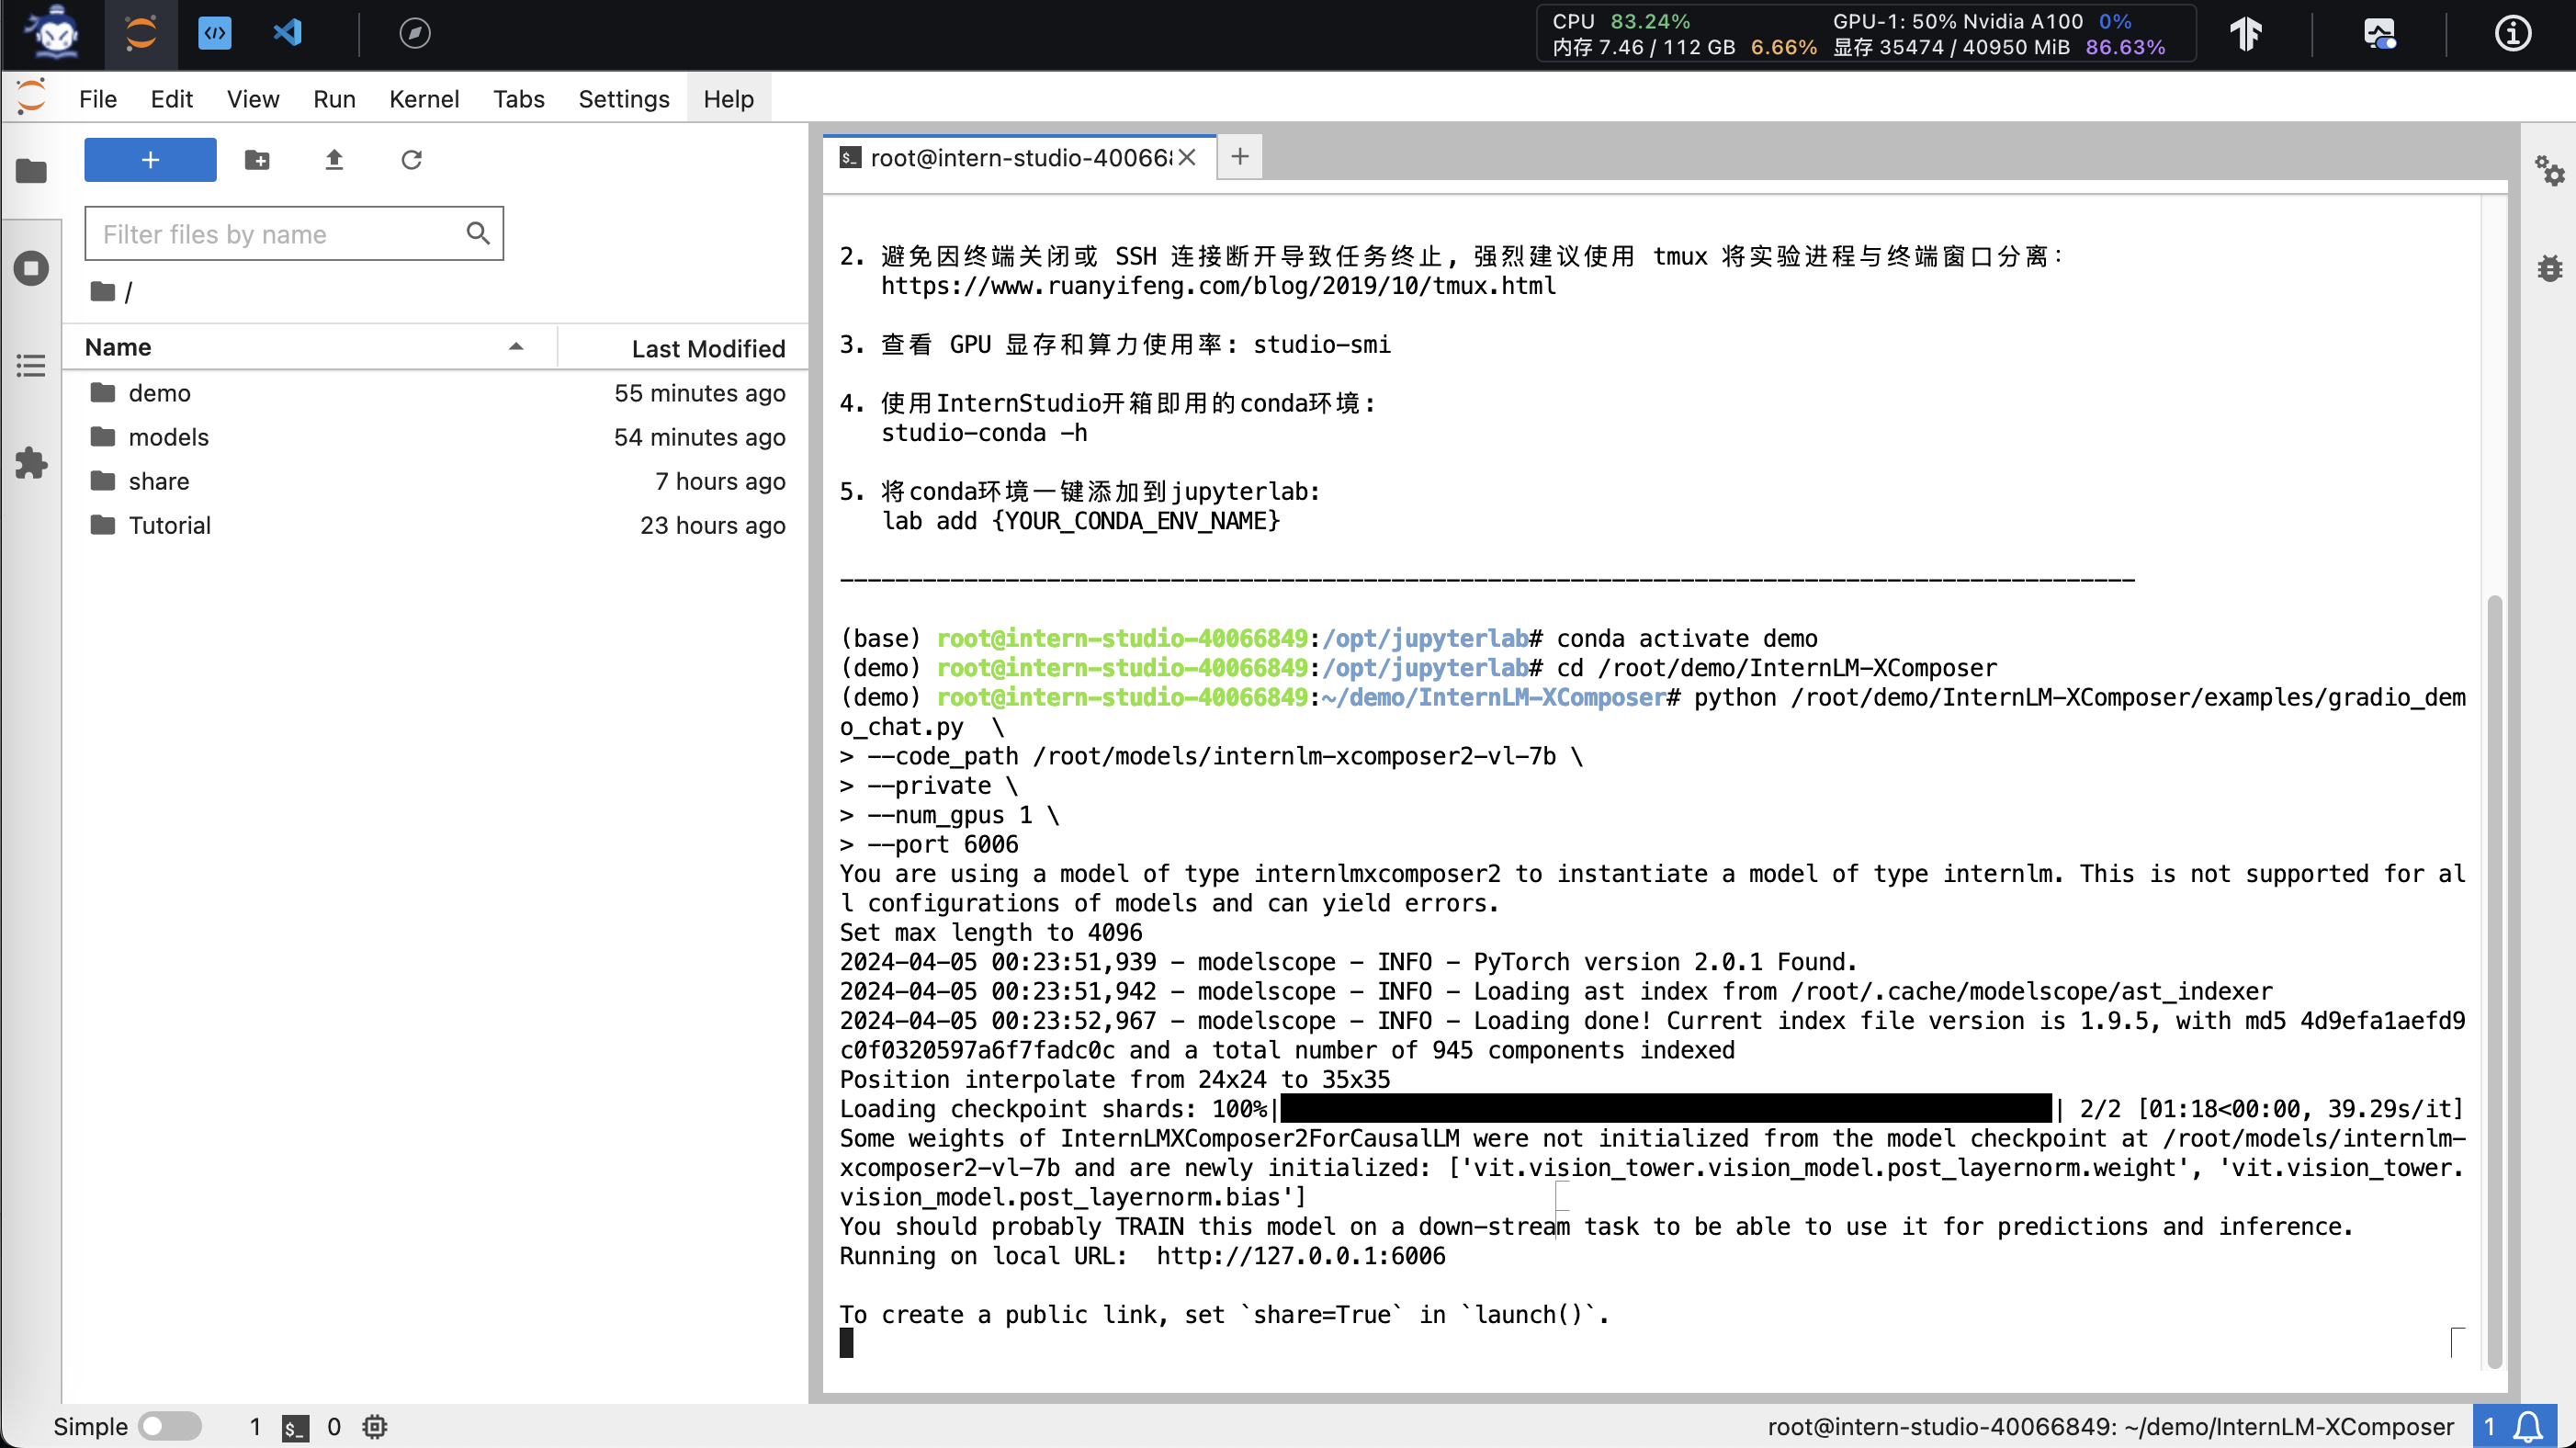 CPU 83.24% GPU-1: 50% Nvidia A100 0%
内存 7.46 / 112 GB 6.66% 显存 35474 / 40950 MiB 86.63%
File Edit View Run Kernel Tabs Settings Help
root@intern-studio-40066
Filter files by name
/
Name Last Modified
demo 55 minutes ago
models 54 minutes ago
share 7 hours ago
Tutorial 23 hours ago
2. 避免因终端关闭或 SSH 连接断开导致任务终止，强烈建议使用 tmux 将实验进程与终端窗口分离：
https://www.ruanyifeng.com/blog/2019/10/tmux.html
3. 查看 GPU 显存和算力使用率: studio-smi
4. 使用InternStudio开箱即用的conda环境:
studio-conda -h
5. 将conda环境一键添加到jupyterlab:
lab add {YOUR_CONDA_ENV_NAME}
----------------------------------------------------------------------------------------------
(base) root@intern-studio-40066849:/opt/jupyterlab# conda activate demo
(demo) root@intern-studio-40066849:/opt/jupyterlab# cd /root/demo/InternLM-XComposer
(demo) root@intern-studio-40066849:~/demo/InternLM-XComposer# python /root/demo/InternLM-XComposer/examples/gradio_dem
o_chat.py \
> --code_path /root/models/internlm-xcomposer2-vl-7b \
> --private \
> --num_gpus 1 \
> --port 6006
You are using a model of type internlmxcomposer2 to instantiate a model of type internlm. This is not supported for al
l configurations of models and can yield errors.
Set max length to 4096
2024-04-05 00:23:51,939 - modelscope - INFO - PyTorch version 2.0.1 Found.
2024-04-05 00:23:51,942 - modelscope - INFO - Loading ast index from /root/.cache/modelscope/ast_indexer
2024-04-05 00:23:52,967 - modelscope - INFO - Loading done! Current index file version is 1.9.5, with md5 4d9efa1aefd9
c0f0320597a6f7fadc0c and a total number of 945 components indexed
Position interpolate from 24x24 to 35x35
Loading checkpoint shards: 100%| | 2/2 [01:18<00:00, 39.29s/it]
Some weights of InternLMXComposer2ForCausalLM were not initialized from the model checkpoint at /root/models/internlm-
xcomposer2-vl-7b and are newly initialized: ['vit.vision_tower.vision_model.post_layernorm.weight', 'vit.vision_tower.
vision_model.post_layernorm.bias']
You should probably TRAIN this model on a down-stream task to be able to use it for predictions and inference.
Running on local URL:  http://127.0.0.1:6006
To create a public link, set `share=True` in `launch()`.
Simple 1 $_ 0 root@intern-studio-40066849: ~/demo/InternLM-XComposer 1